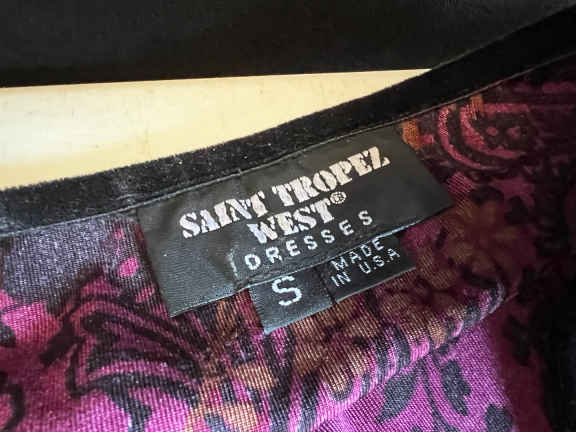 SAINT TROPEZ
WEST®
DRESSES
S
MADE
IN U.S.A